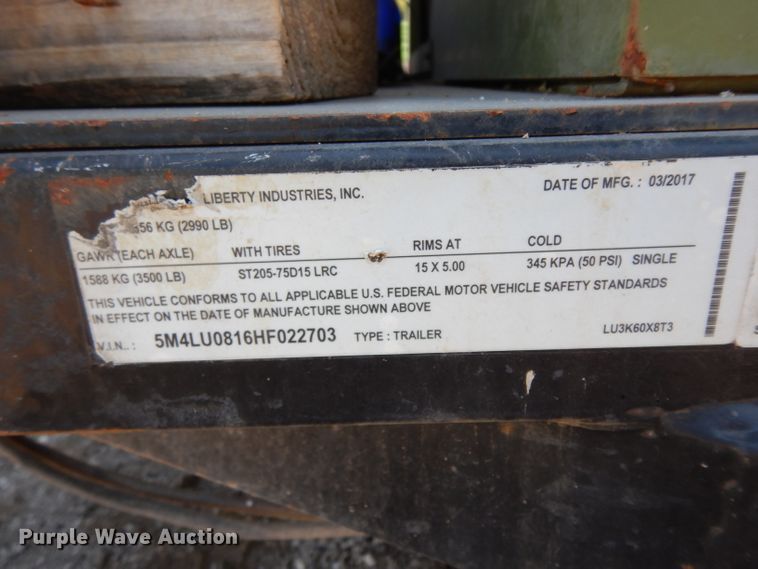 LIBERTY INDUSTRIES, INC. DATE OF MFG. : 03/2017
356 KG (2990 LB)
GAWR (EACH AXLE) WITH TIRES RIMS AT COLD
1588 KG (3500 LB) ST205-75D15 LRC 15 X 5.00 345 KPA (50 PSI) SINGLE
THIS VEHICLE CONFORMS TO ALL APPLICABLE U.S. FEDERAL MOTOR VEHICLE SAFETY STANDARDS
IN EFFECT ON THE DATE OF MANUFACTURE SHOWN ABOVE
V.I.N.: 5M4LU0816HF022703 TYPE : TRAILER LU3K60X8T3
Purple Wave Auction